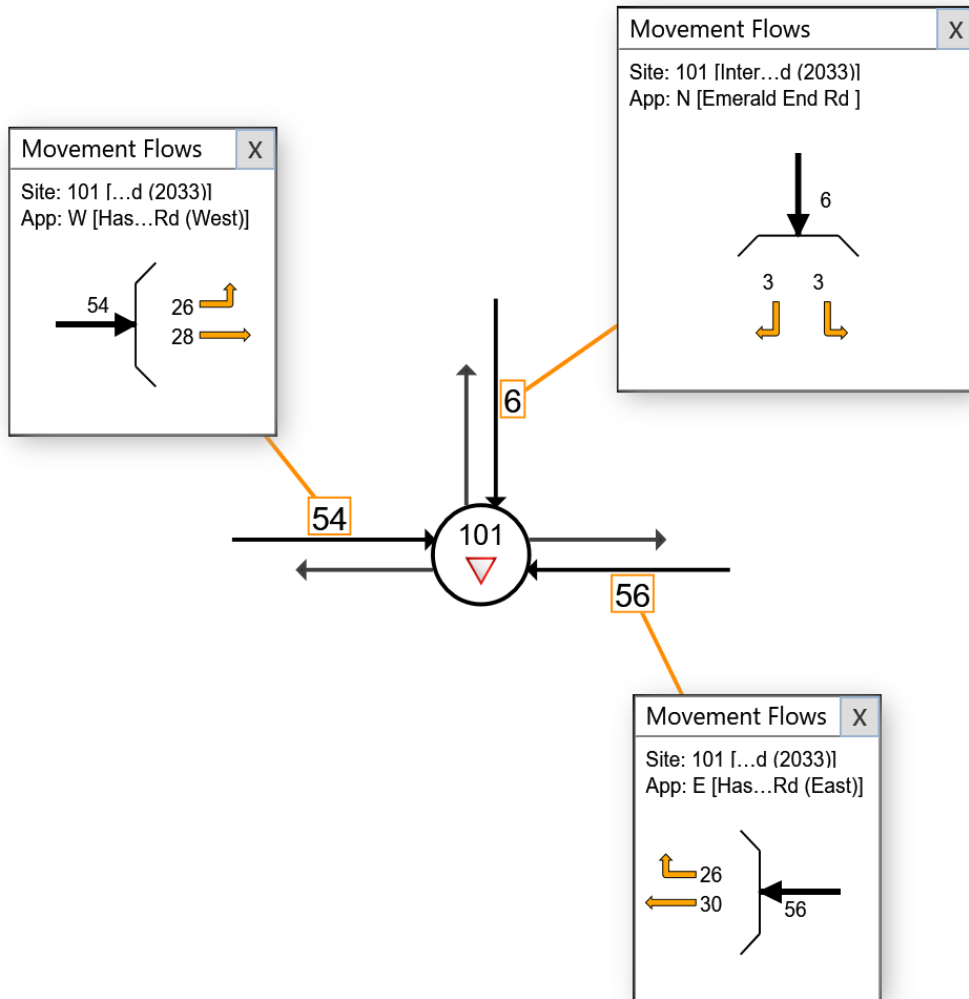 Movement Flows X
Site: 101 [Inter…d (2033)]
App: N [Emerald End Rd ]
6
3 3
Movement Flows X
Site: 101 […d (2033)]
App: W [Has…Rd (West)]
54
26
28
6
54
101
56
Movement Flows X
Site: 101 […d (2033)]
App: E [Has…Rd (East)]
26
30
56